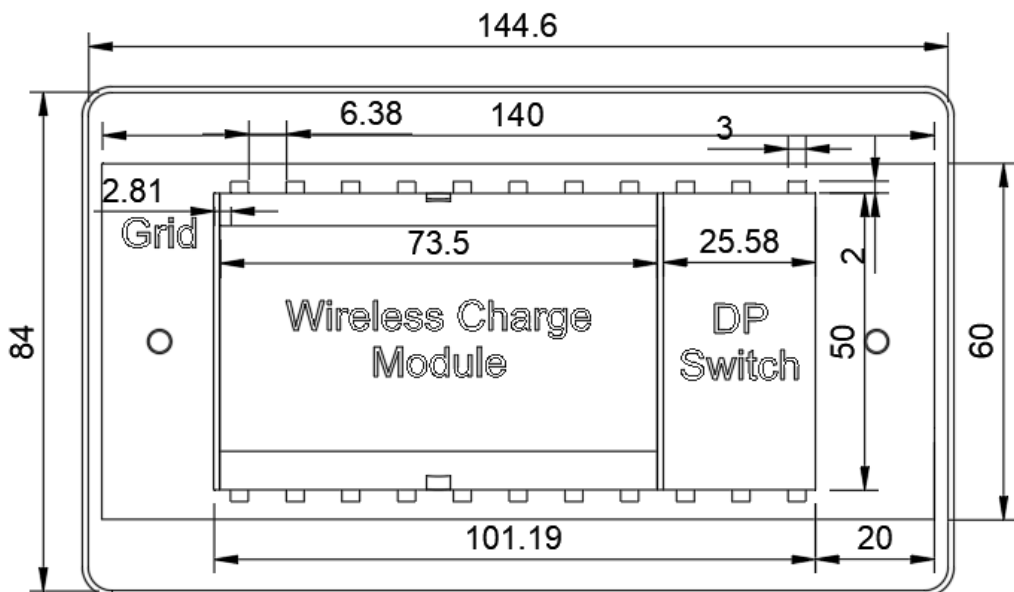 144.6
6.38
140
3
2.81
Grid
73.5
25.58
2
Wireless Charge
Module
DP
Switch
84
50
60
101.19
20